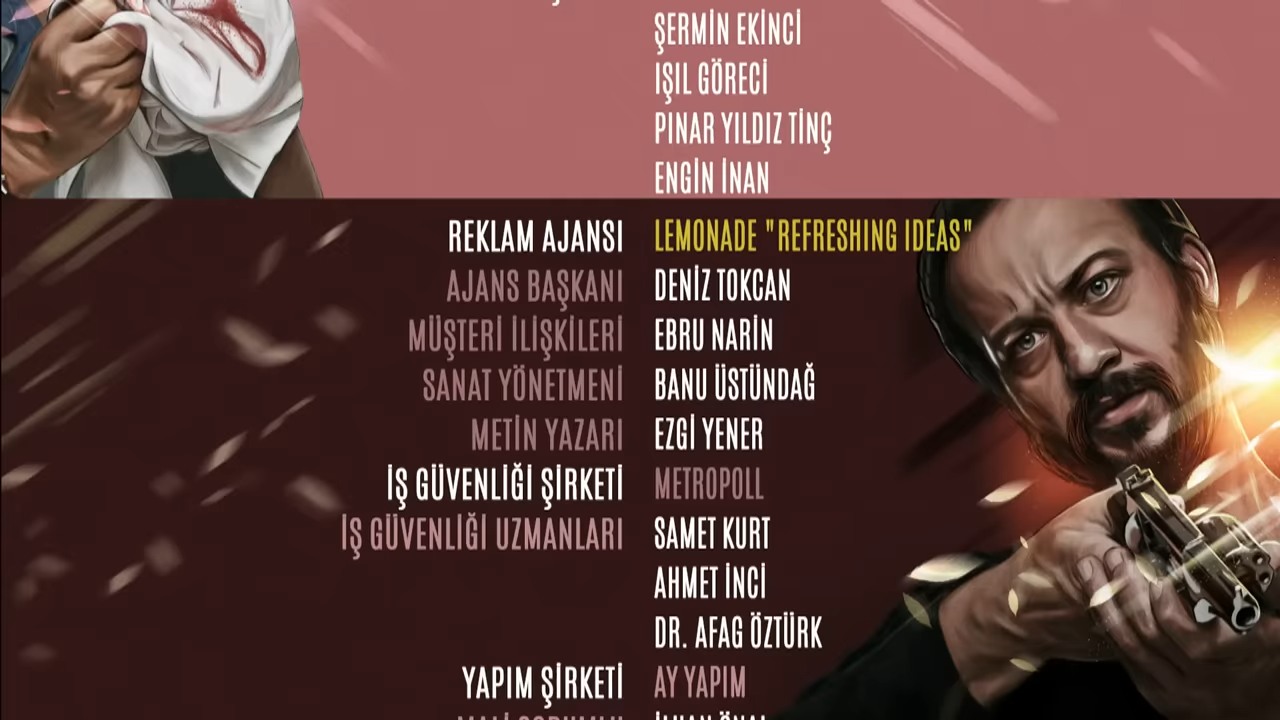 ŞERMİN EKİNCİ
IŞIL GÖRECİ
PINAR YILDIZ TİNÇ
ENGİN İNAN
REKLAM AJANSI LEMONADE "REFRESHING IDEAS"
AJANS BAŞKANI DENİZ TOKCAN
MÜŞTERİ İLİŞKİLERİ EBRU NARİN
SANAT YÖNETMENİ BANU ÜSTÜNDAĞ
METİN YAZARI EZGİ YENER
İŞ GÜVENLİĞİ ŞİRKETİ METROPOLL
İŞ GÜVENLİĞİ UZMANLARI SAMET KURT
AHMET İNCİ
DR. AFAG ÖZTÜRK
YAPIM ŞİRKETİ AY YAPIM